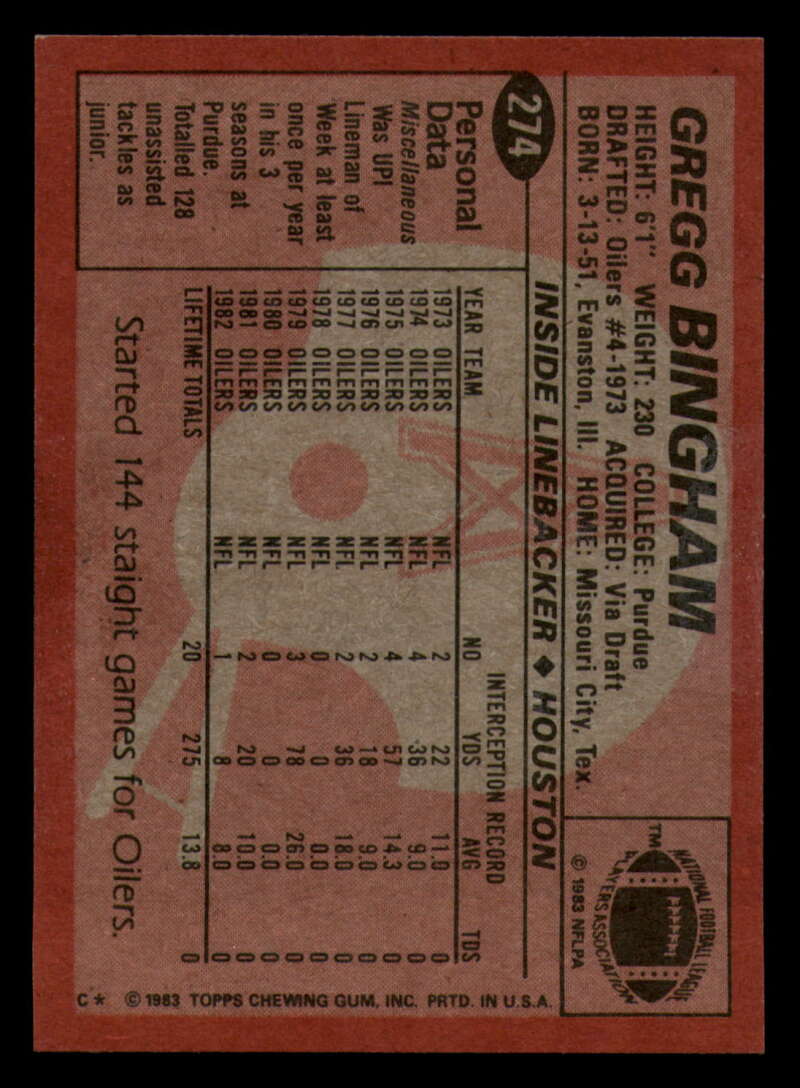 274
GREGG BINGHAM
HEIGHT: 6'1" WEIGHT: 230 COLLEGE: Purdue
DRAFTED: Oilers #4-1973 ACQUIRED: Via Draft
BORN: 3-13-51, Evanston, Ill. HOME: Missouri City, Tex.
TM
NATIONAL FOOTBALL LEAGUE
PLAYERS ASSOCIATION
© 1983 NFLPA
INSIDE LINEBACKER ♦ HOUSTON
Personal
Data
Miscellaneous
Was UPI
Lineman of
Week at least
once per year
in his 3
seasons at
Purdue.
Totalled 128
unassisted
tackles as
junior.
INTERCEPTION RECORD
YEAR TEAM NO YDS AVG TDS
1973 OILERS NFL 2 22 11.0 0
1974 OILERS NFL 4 36 9.0 0
1975 OILERS NFL 4 57 14.3 0
1976 OILERS NFL 2 18 9.0 0
1977 OILERS NFL 2 36 18.0 0
1978 OILERS NFL 0 0 0.0 0
1979 OILERS NFL 3 78 26.0 0
1980 OILERS NFL 0 0 0.0 0
1981 OILERS NFL 2 20 10.0 0
1982 OILERS NFL 1 8 8.0 0
LIFETIME TOTALS 20 275 13.8 0
Started 144 staight games for Oilers.
C* © 1983 TOPPS CHEWING GUM, INC. PRTD. IN U.S.A.